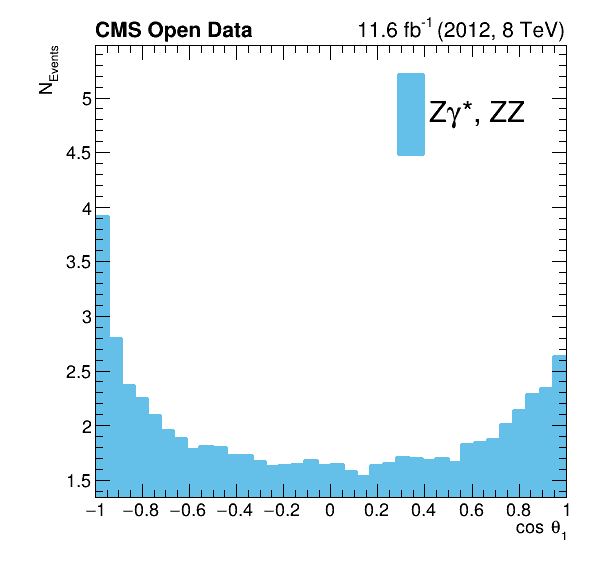 CMS Open Data 11.6 fb⁻¹ (2012, 8 TeV)
N_Events
Zγ*, ZZ
5
4.5
4
3.5
3
2.5
2
1.5
−1 −0.8 −0.6 −0.4 −0.2 0 0.2 0.4 0.6 0.8 1
cos θ₁